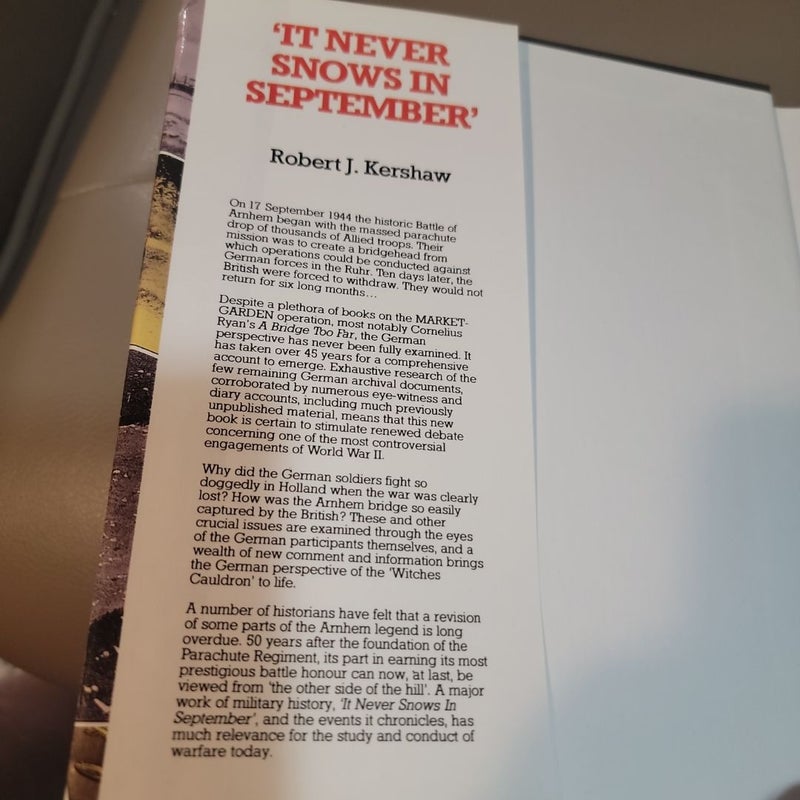 'IT NEVER
SNOWS IN
SEPTEMBER'
Robert J. Kershaw
On 17 September 1944 the historic Battle of
Arnhem began with the massed parachute
drop of thousands of Allied troops. Their
mission was to create a bridgehead from
which operations could be conducted against
German forces in the Ruhr. Ten days later, the
British were forced to withdraw. They would not
return for six long months...
Despite a plethora of books on the MARKET-
GARDEN operation, most notably Cornelius
Ryan's A Bridge Too Far, the German
perspective has never been fully examined. It
has taken over 45 years for a comprehensive
account to emerge. Exhaustive research of the
few remaining German archival documents,
corroborated by numerous eye-witness and
diary accounts, including much previously
unpublished material, means that this new
book is certain to stimulate renewed debate
concerning one of the most controversial
engagements of World War II.
Why did the German soldiers fight so
doggedly in Holland when the war was clearly
lost? How was the Arnhem bridge so easily
captured by the British? These and other
crucial issues are examined through the eyes
of the German participants themselves, and a
wealth of new comment and information brings
the German perspective of the 'Witches
Cauldron' to life.
A number of historians have felt that a revision
of some parts of the Arnhem legend is long
overdue. 50 years after the foundation of the
Parachute Regiment, its part in earning its most
prestigious battle honour can now, at last, be
viewed from 'the other side of the hill'. A major
work of military history, 'It Never Snows In
September', and the events it chronicles, has
much relevance for the study and conduct of
warfare today.